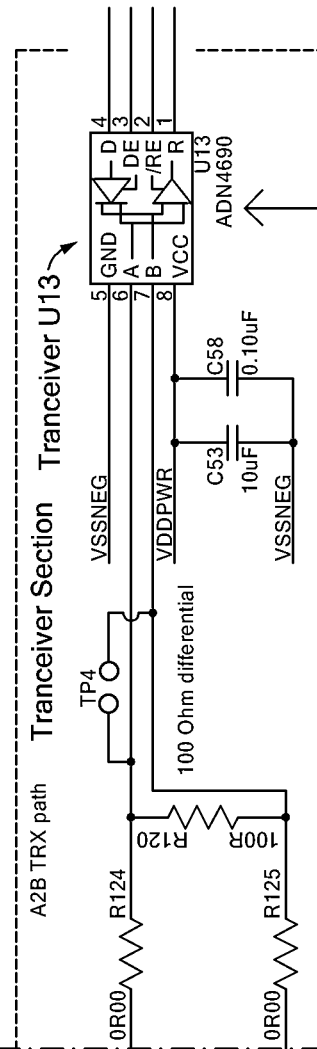 4
3
2
1
D
DE
/RE
R
U13
ADN4690
GND
A
B
VCC
5
6
7
8
Tranceiver U13
C58
0.10uF
C53
10uF
VSSNEG
VDDPWR
VSSNEG
Tranceiver Section
TP4
100 Ohm differential
A2B TRX path
R120
100R
R124
0R00
R125
0R00